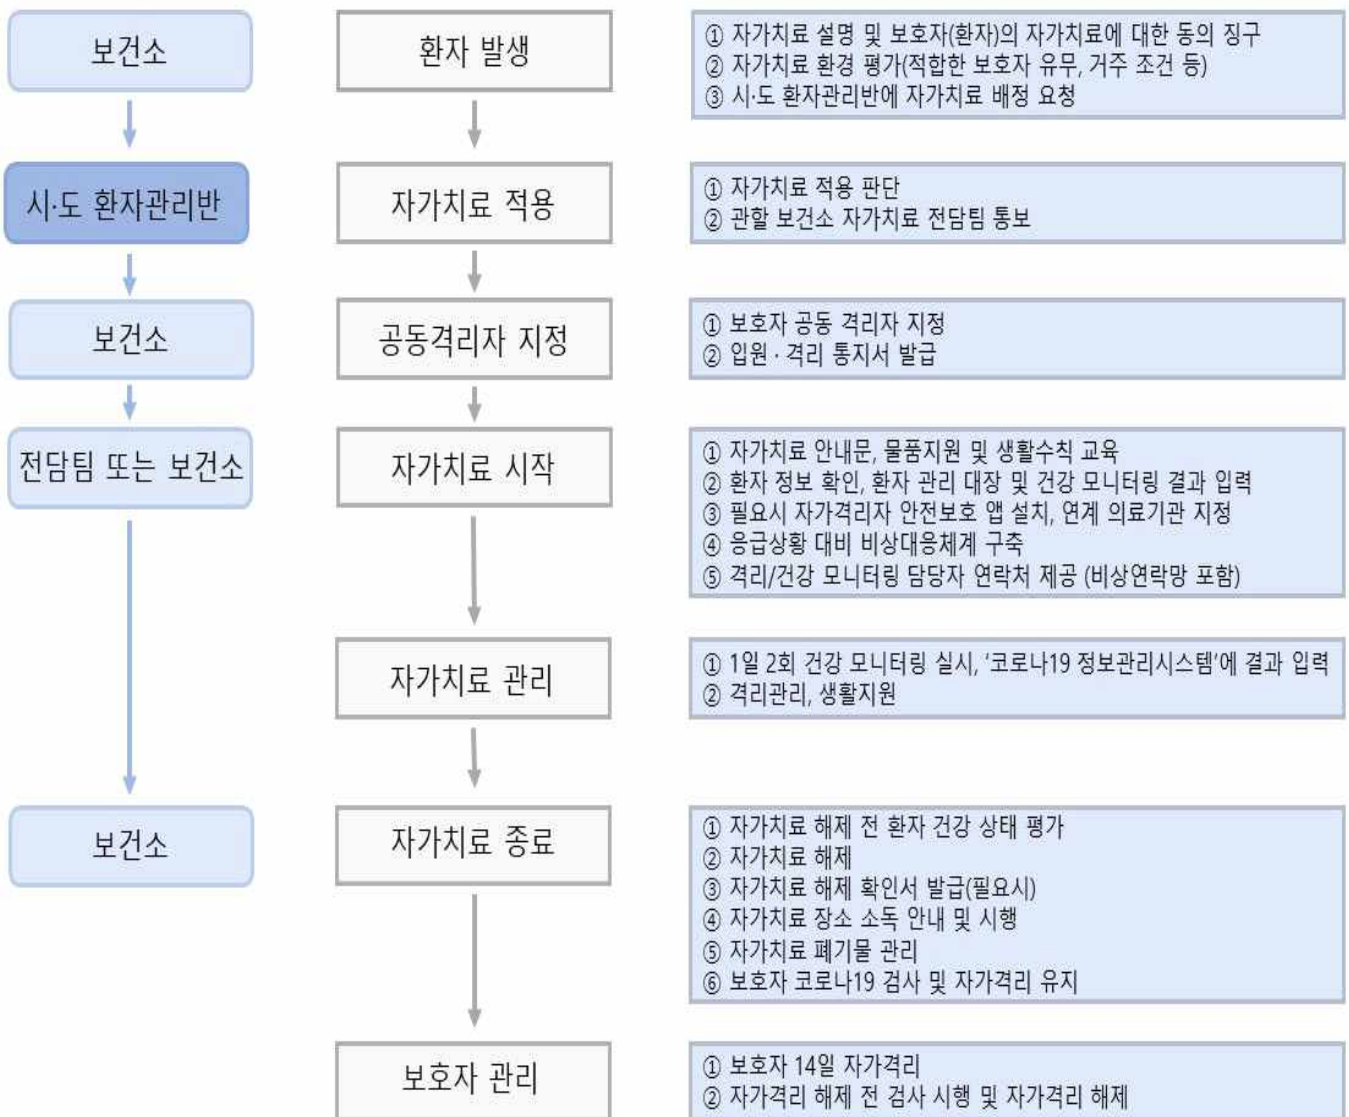 보건소
환자 발생
① 자가치료 설명 및 보호자(환자)의 자가치료에 대한 동의 징구
② 자가치료 환경 평가(적합한 보호자 유무, 거주 조건 등)
③ 시·도 환자관리반에 자가치료 배정 요청
시·도 환자관리반
자가치료 적용
① 자가치료 적용 판단
② 관할 보건소 자가치료 전담팀 통보
보건소
공동격리자 지정
① 보호자 공동 격리자 지정
② 입원 · 격리 통지서 발급
전담팀 또는 보건소
자가치료 시작
① 자가치료 안내문, 물품지원 및 생활수칙 교육
② 환자 정보 확인, 환자 관리 대장 및 건강 모니터링 결과 입력
③ 필요시 자가격리자 안전보호 앱 설치, 연계 의료기관 지정
④ 응급상황 대비 비상대응체계 구축
⑤ 격리/건강 모니터링 담당자 연락처 제공 (비상연락망 포함)
자가치료 관리
① 1일 2회 건강 모니터링 실시, ‘코로나19 정보관리시스템’에 결과 입력
② 격리관리, 생활지원
보건소
자가치료 종료
① 자가치료 해제 전 환자 건강 상태 평가
② 자가치료 해제
③ 자가치료 해제 확인서 발급(필요시)
④ 자가치료 장소 소독 안내 및 시행
⑤ 자가치료 폐기물 관리
⑥ 보호자 코로나19 검사 및 자가격리 유지
보호자 관리
① 보호자 14일 자가격리
② 자가격리 해제 전 검사 시행 및 자가격리 해제